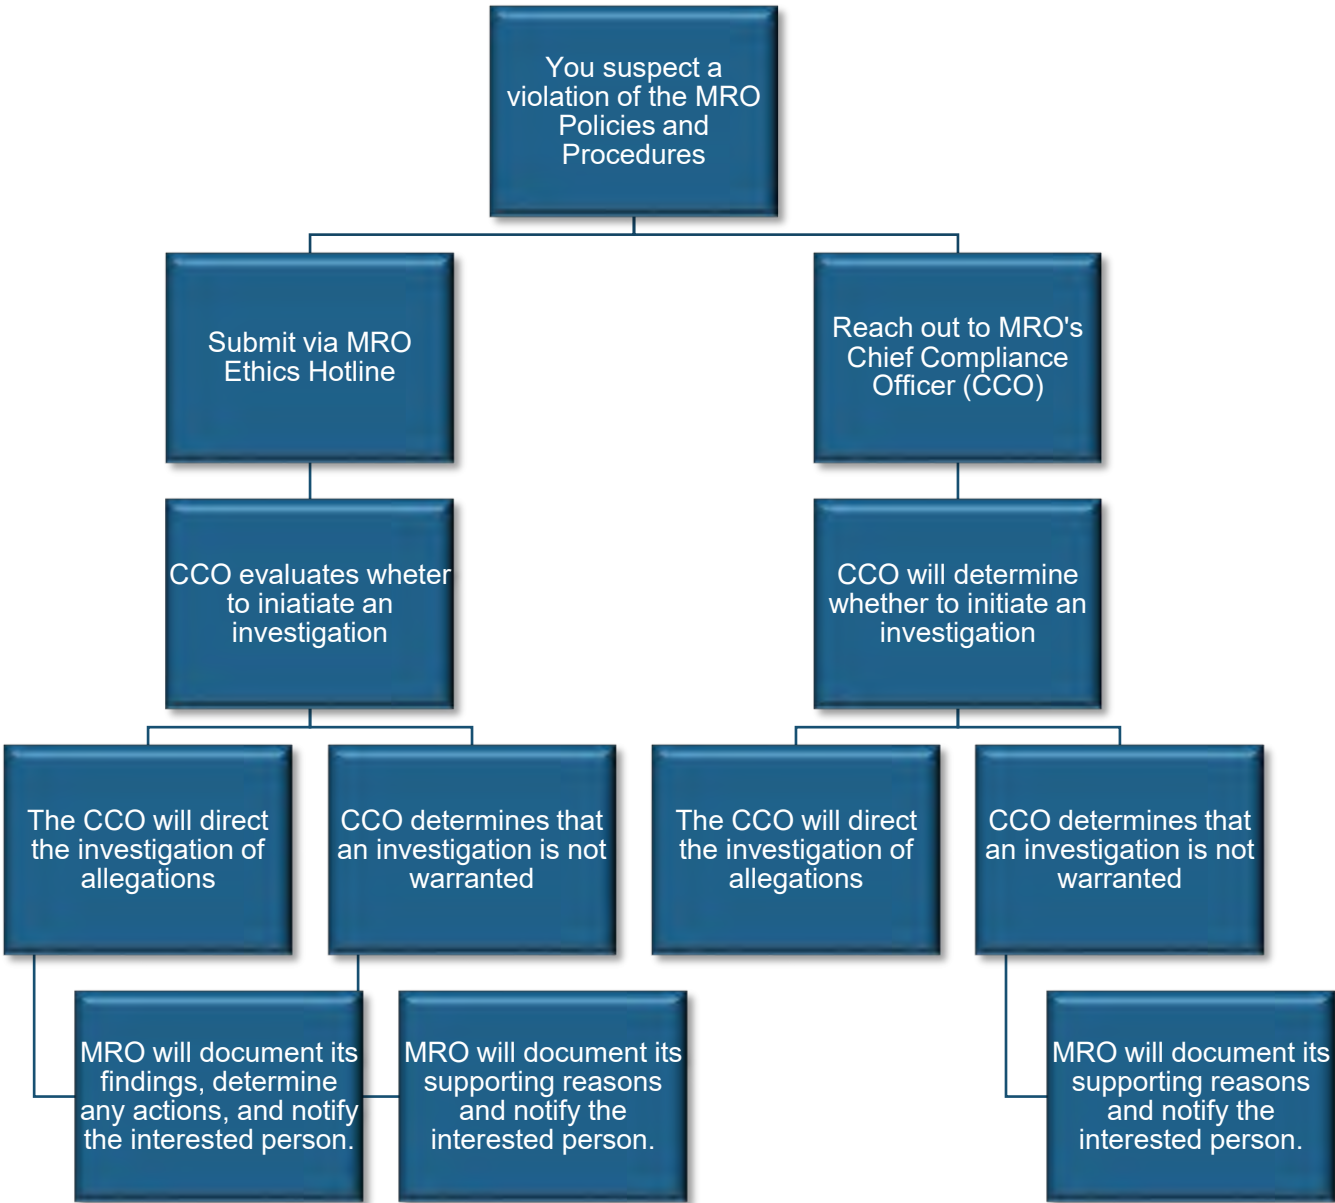 You suspect a
violation of the MRO
Policies and
Procedures
Submit via MRO
Ethics Hotline
Reach out to MRO's
Chief Compliance
Officer (CCO)
CCO evaluates wheter
to iniatiate an
investigation
CCO will determine
whether to initiate an
investigation
The CCO will direct
the investigation of
allegations
CCO determines that
an investigation is not
warranted
The CCO will direct
the investigation of
allegations
CCO determines that
an investigation is not
warranted
MRO will document its
findings, determine
any actions, and notify
the interested person.
MRO will document its
supporting reasons
and notify the
interested person.
MRO will document its
supporting reasons
and notify the
interested person.